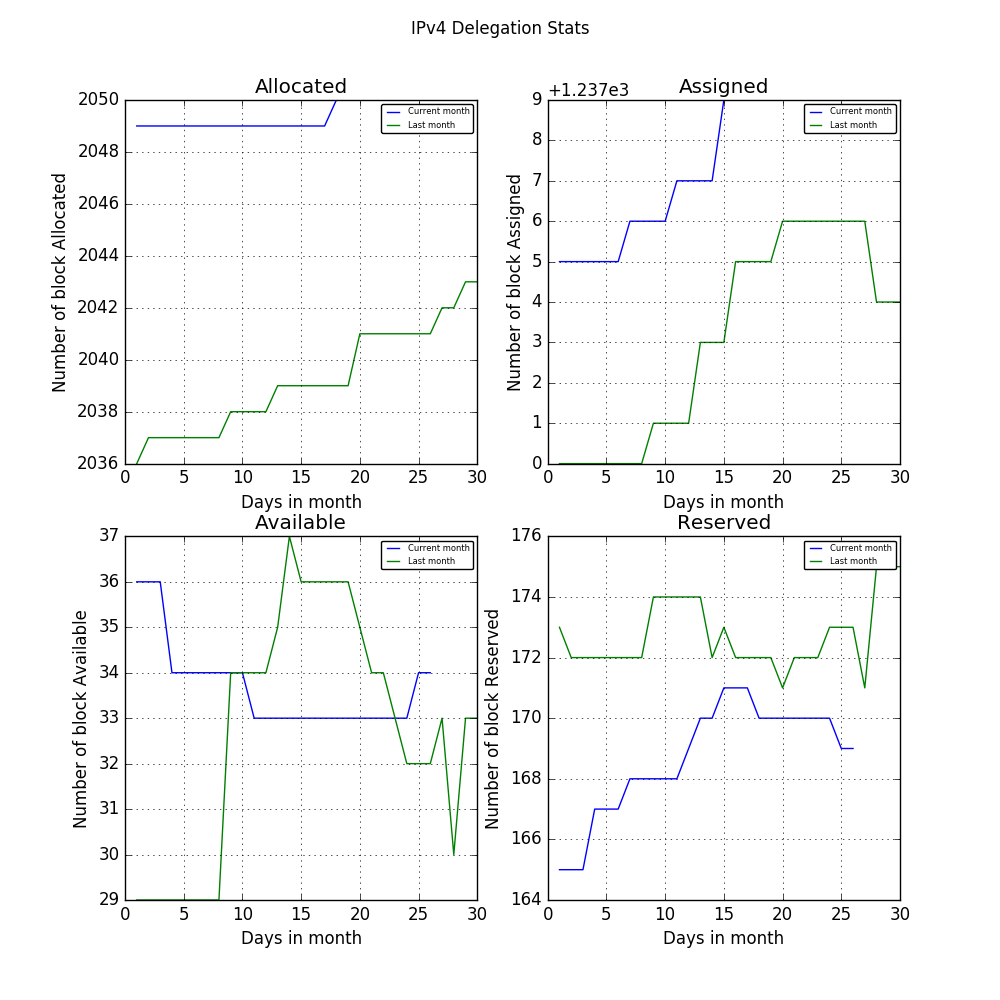 IPv4 Delegation Stats
Allocated
Number of block Allocated
2050
2048
2046
2044
2042
2040
2038
2036
0 5 10 15 20 25 30
Days in month
Current month
Last month
Assigned
+1.237e3
Number of block Assigned
9
8
7
6
5
4
3
2
1
0
0 5 10 15 20 25 30
Days in month
Current month
Last month
Available
Number of block Available
37
36
35
34
33
32
31
30
29
0 5 10 15 20 25 30
Days in month
Current month
Last month
Reserved
Number of block Reserved
176
174
172
170
168
166
164
0 5 10 15 20 25 30
Days in month
Current month
Last month